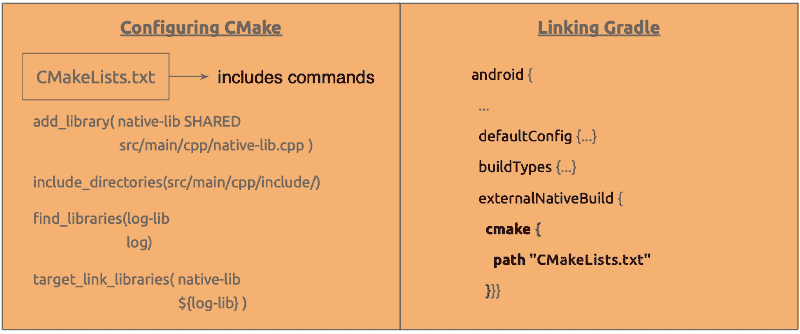 Configuring CMake
CMakeLists.txt
includes commands
add_library( native-lib SHARED
src/main/cpp/native-lib.cpp )
include_directories(src/main/cpp/include/)
find_libraries(log-lib
log)
target_link_libraries( native-lib
${log-lib} )
Linking Gradle
android {
...
defaultConfig {...}
buildTypes {...}
externalNativeBuild {
cmake {
path "CMakeLists.txt"
}}}